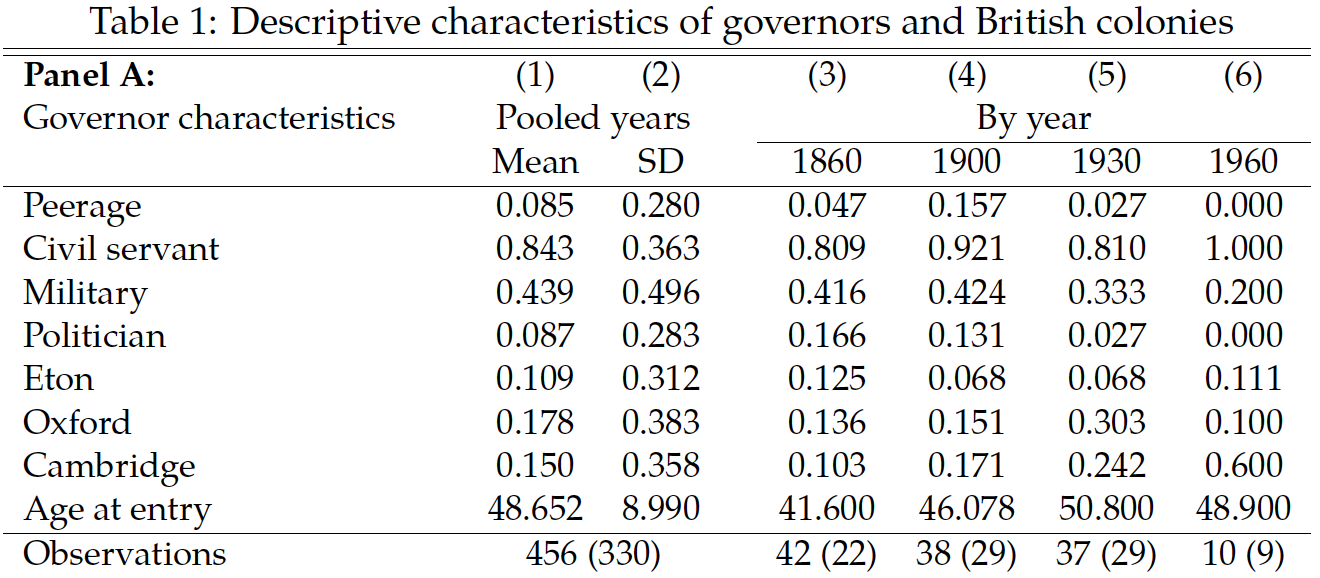 Table 1: Descriptive characteristics of governors and British colonies
Panel A: (1) (2) (3) (4) (5) (6)
Governor characteristics Pooled years By year
Mean SD 1860 1900 1930 1960
Peerage 0.085 0.280 0.047 0.157 0.027 0.000
Civil servant 0.843 0.363 0.809 0.921 0.810 1.000
Military 0.439 0.496 0.416 0.424 0.333 0.200
Politician 0.087 0.283 0.166 0.131 0.027 0.000
Eton 0.109 0.312 0.125 0.068 0.068 0.111
Oxford 0.178 0.383 0.136 0.151 0.303 0.100
Cambridge 0.150 0.358 0.103 0.171 0.242 0.600
Age at entry 48.652 8.990 41.600 46.078 50.800 48.900
Observations 456 (330) 42 (22) 38 (29) 37 (29) 10 (9)